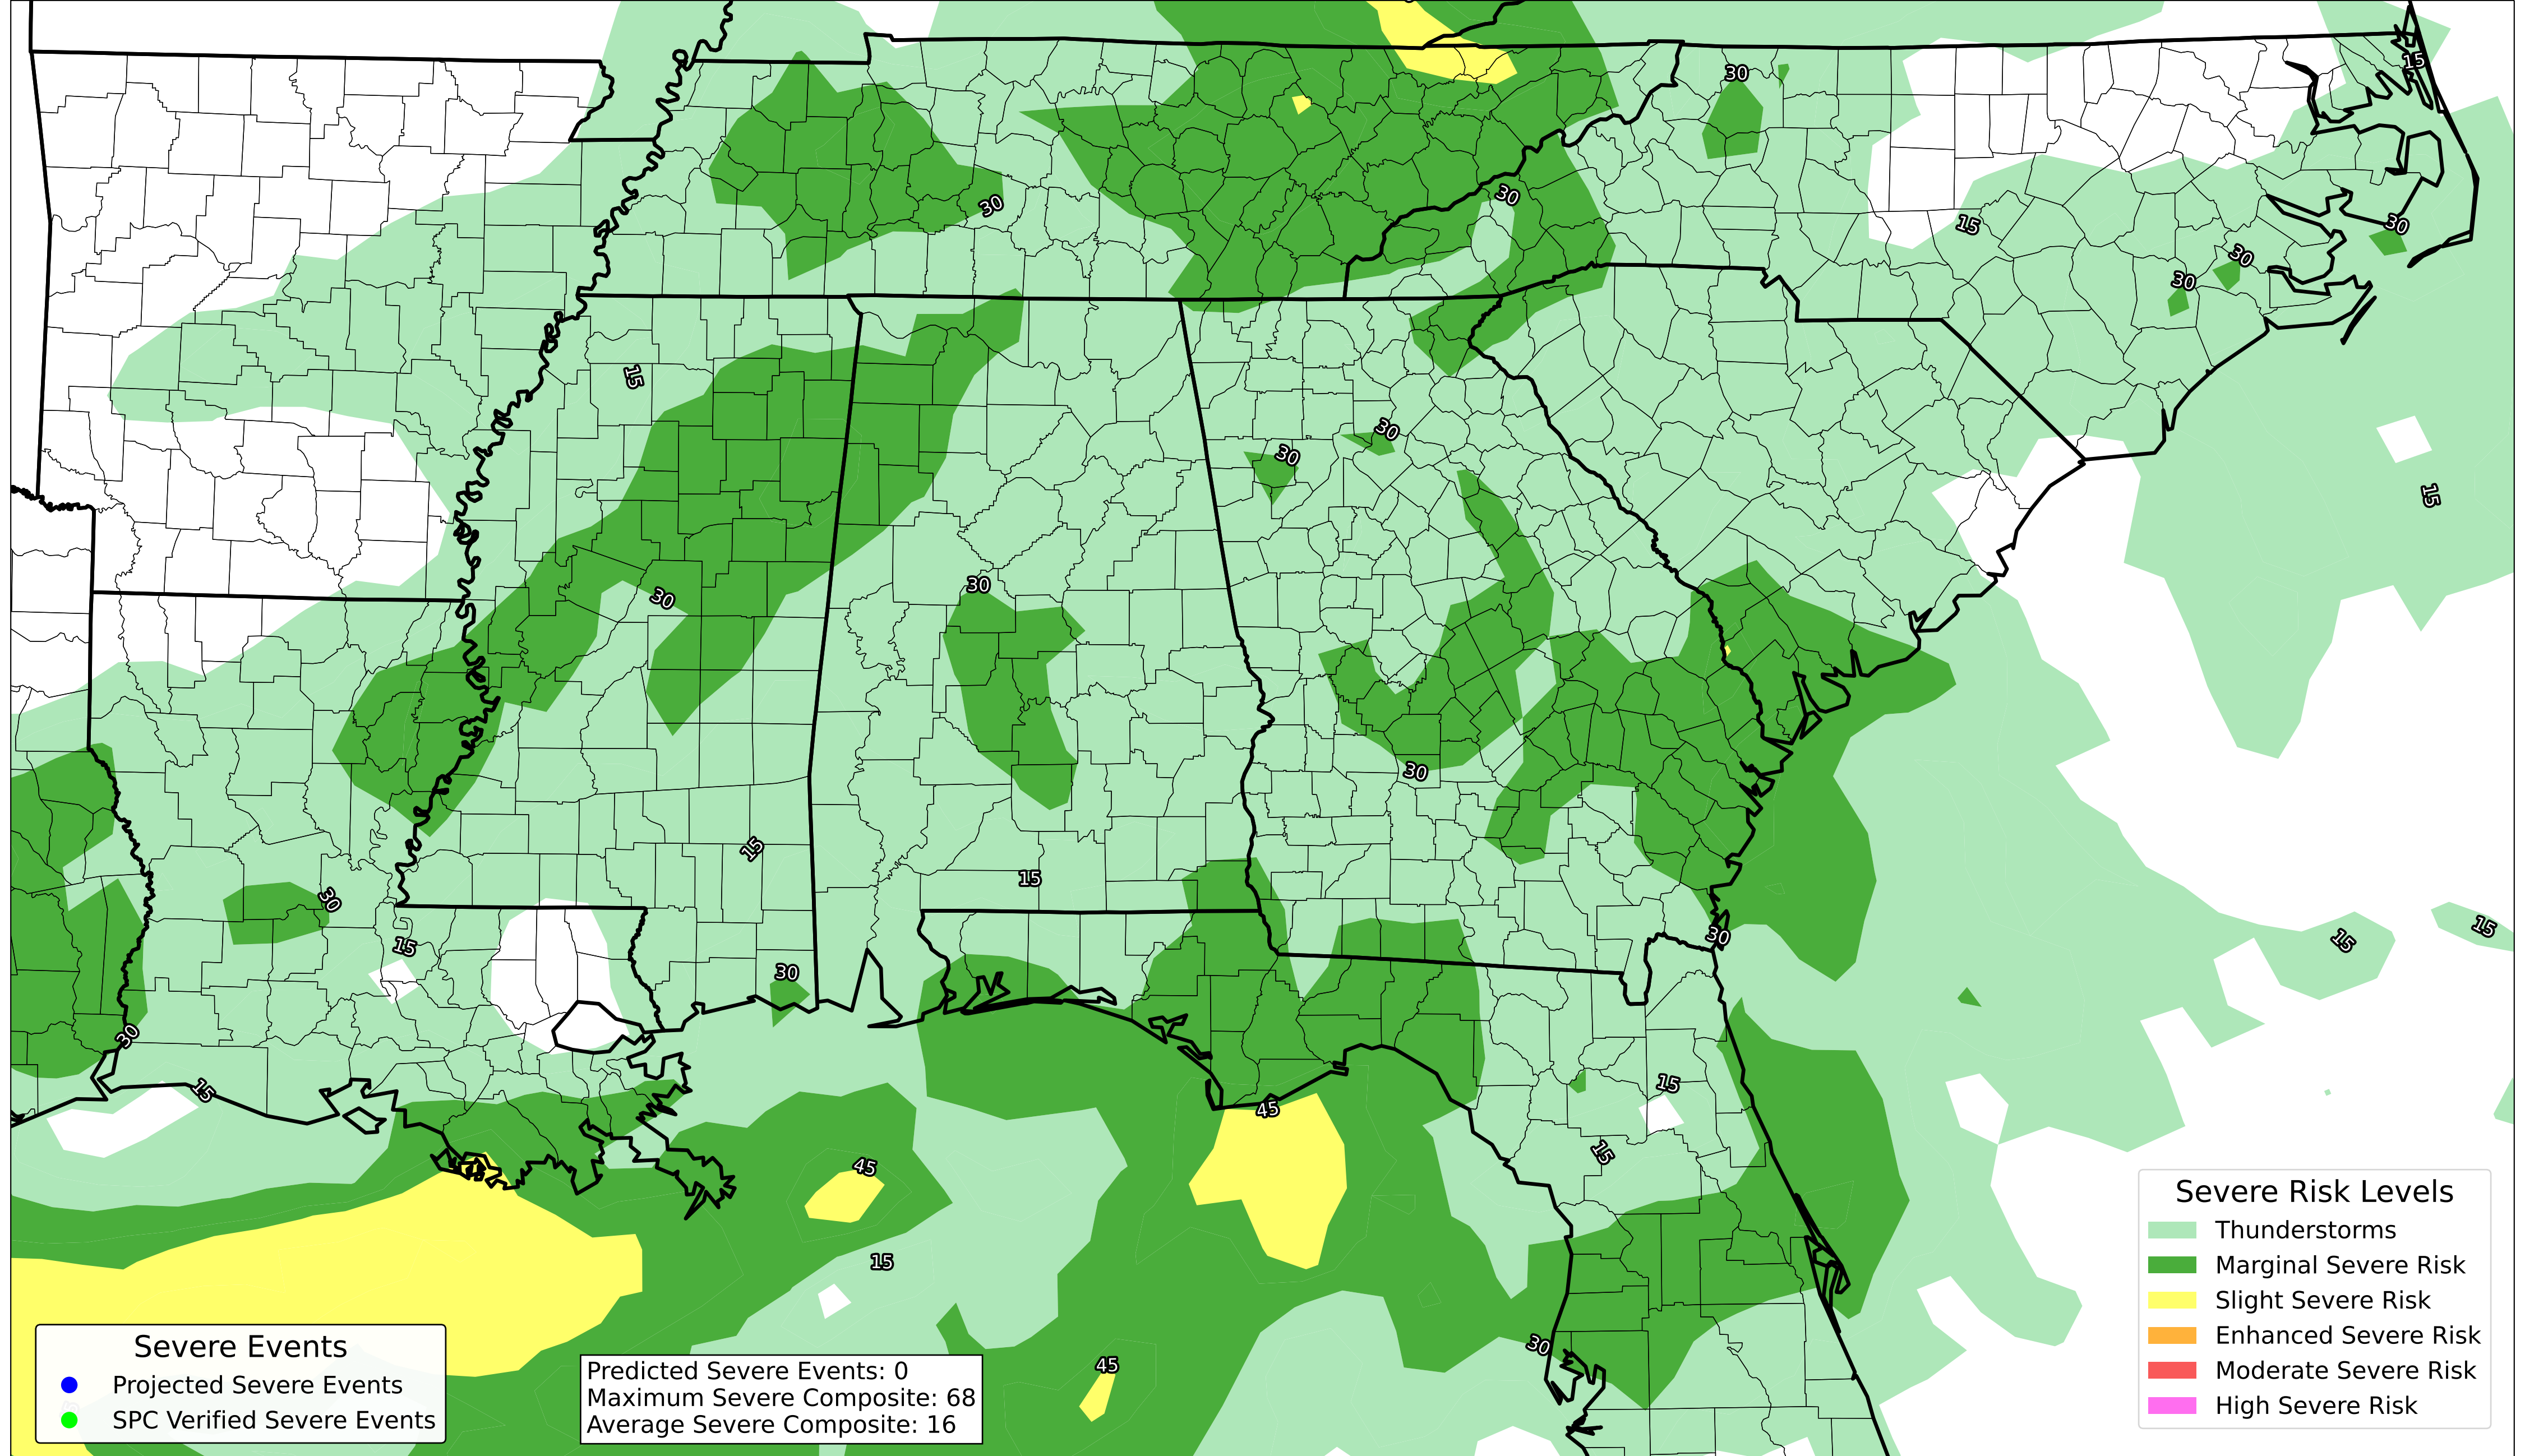 15
30
30
30
15
30
30
30
30
15
30
30
15
30
30
30
15
15
30
15
15
15
30
30
30
15
15
45
15
45
15
30
45
Severe Risk Levels
Thunderstorms
Marginal Severe Risk
Slight Severe Risk
Enhanced Severe Risk
Moderate Severe Risk
High Severe Risk
Severe Events
Projected Severe Events
SPC Verified Severe Events
Predicted Severe Events: 0
Maximum Severe Composite: 68
Average Severe Composite: 16